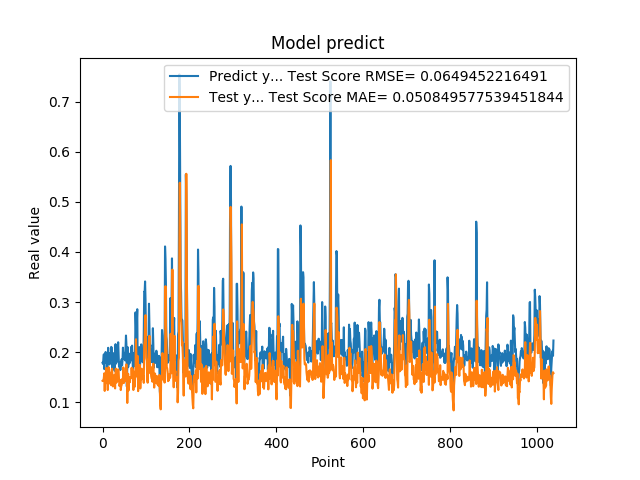 Model predict
Predict y... Test Score RMSE= 0.0649452216491
Test y... Test Score MAE= 0.050849577539451844
0.7
0.6
0.5
0.4
0.3
0.2
0.1
Real value
0 200 400 600 800 1000
Point